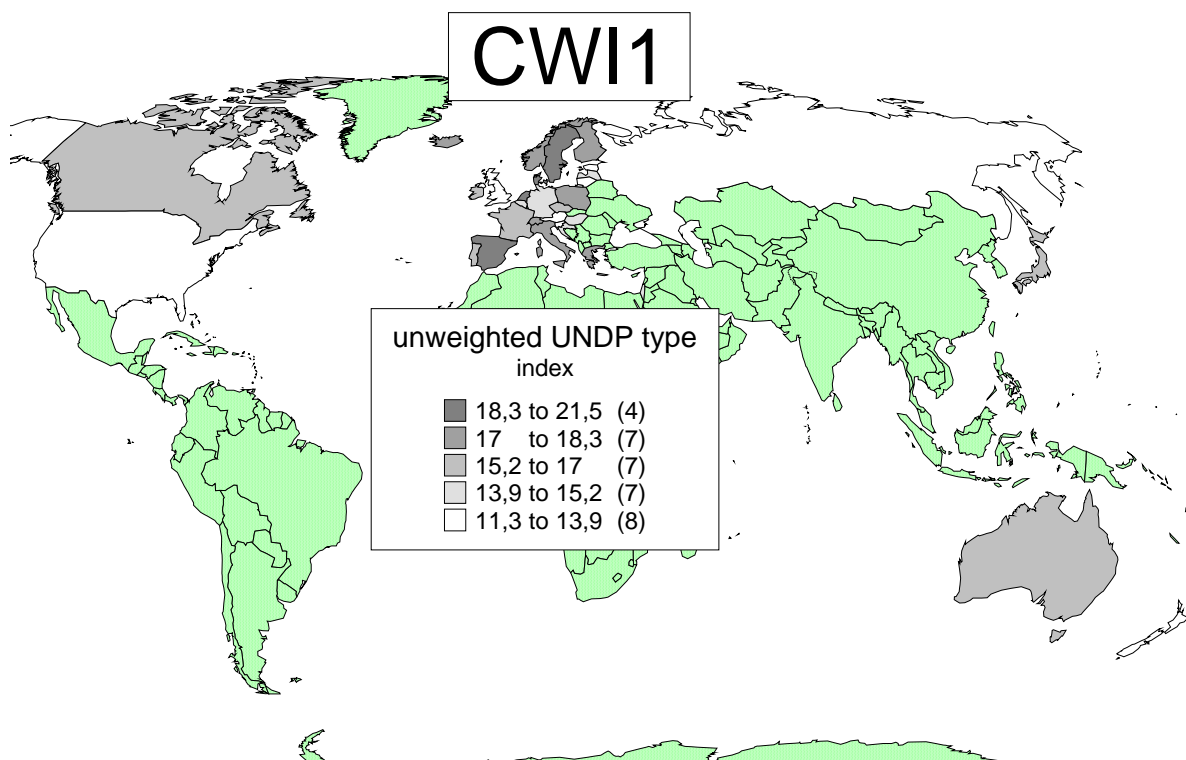 CWI1
unweighted UNDP type
index
18,3 to 21,5 (4)
17 to 18,3 (7)
15,2 to 17 (7)
13,9 to 15,2 (7)
11,3 to 13,9 (8)